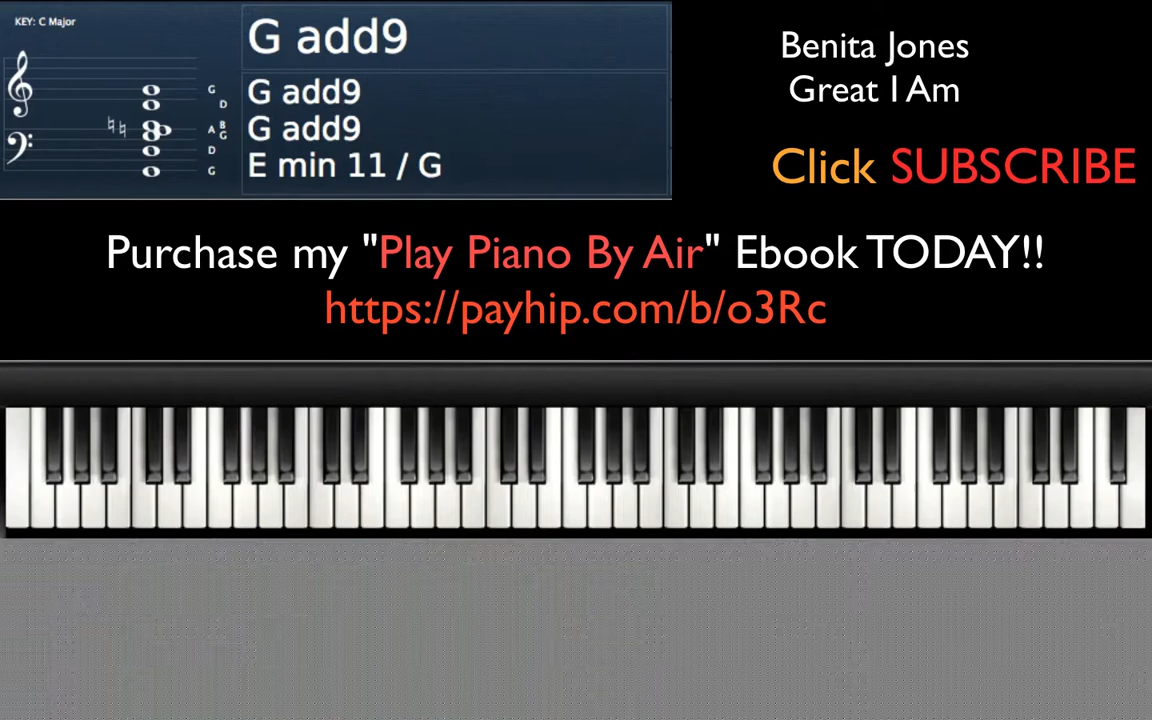 KEY: C Major
G add9
G add9
G add9
E min 11 / G
G
D
A B
G
D
G
Benita Jones
Great I Am
Click SUBSCRIBE
Purchase my "Play Piano By Air" Ebook TODAY!!
https://payhip.com/b/o3Rc